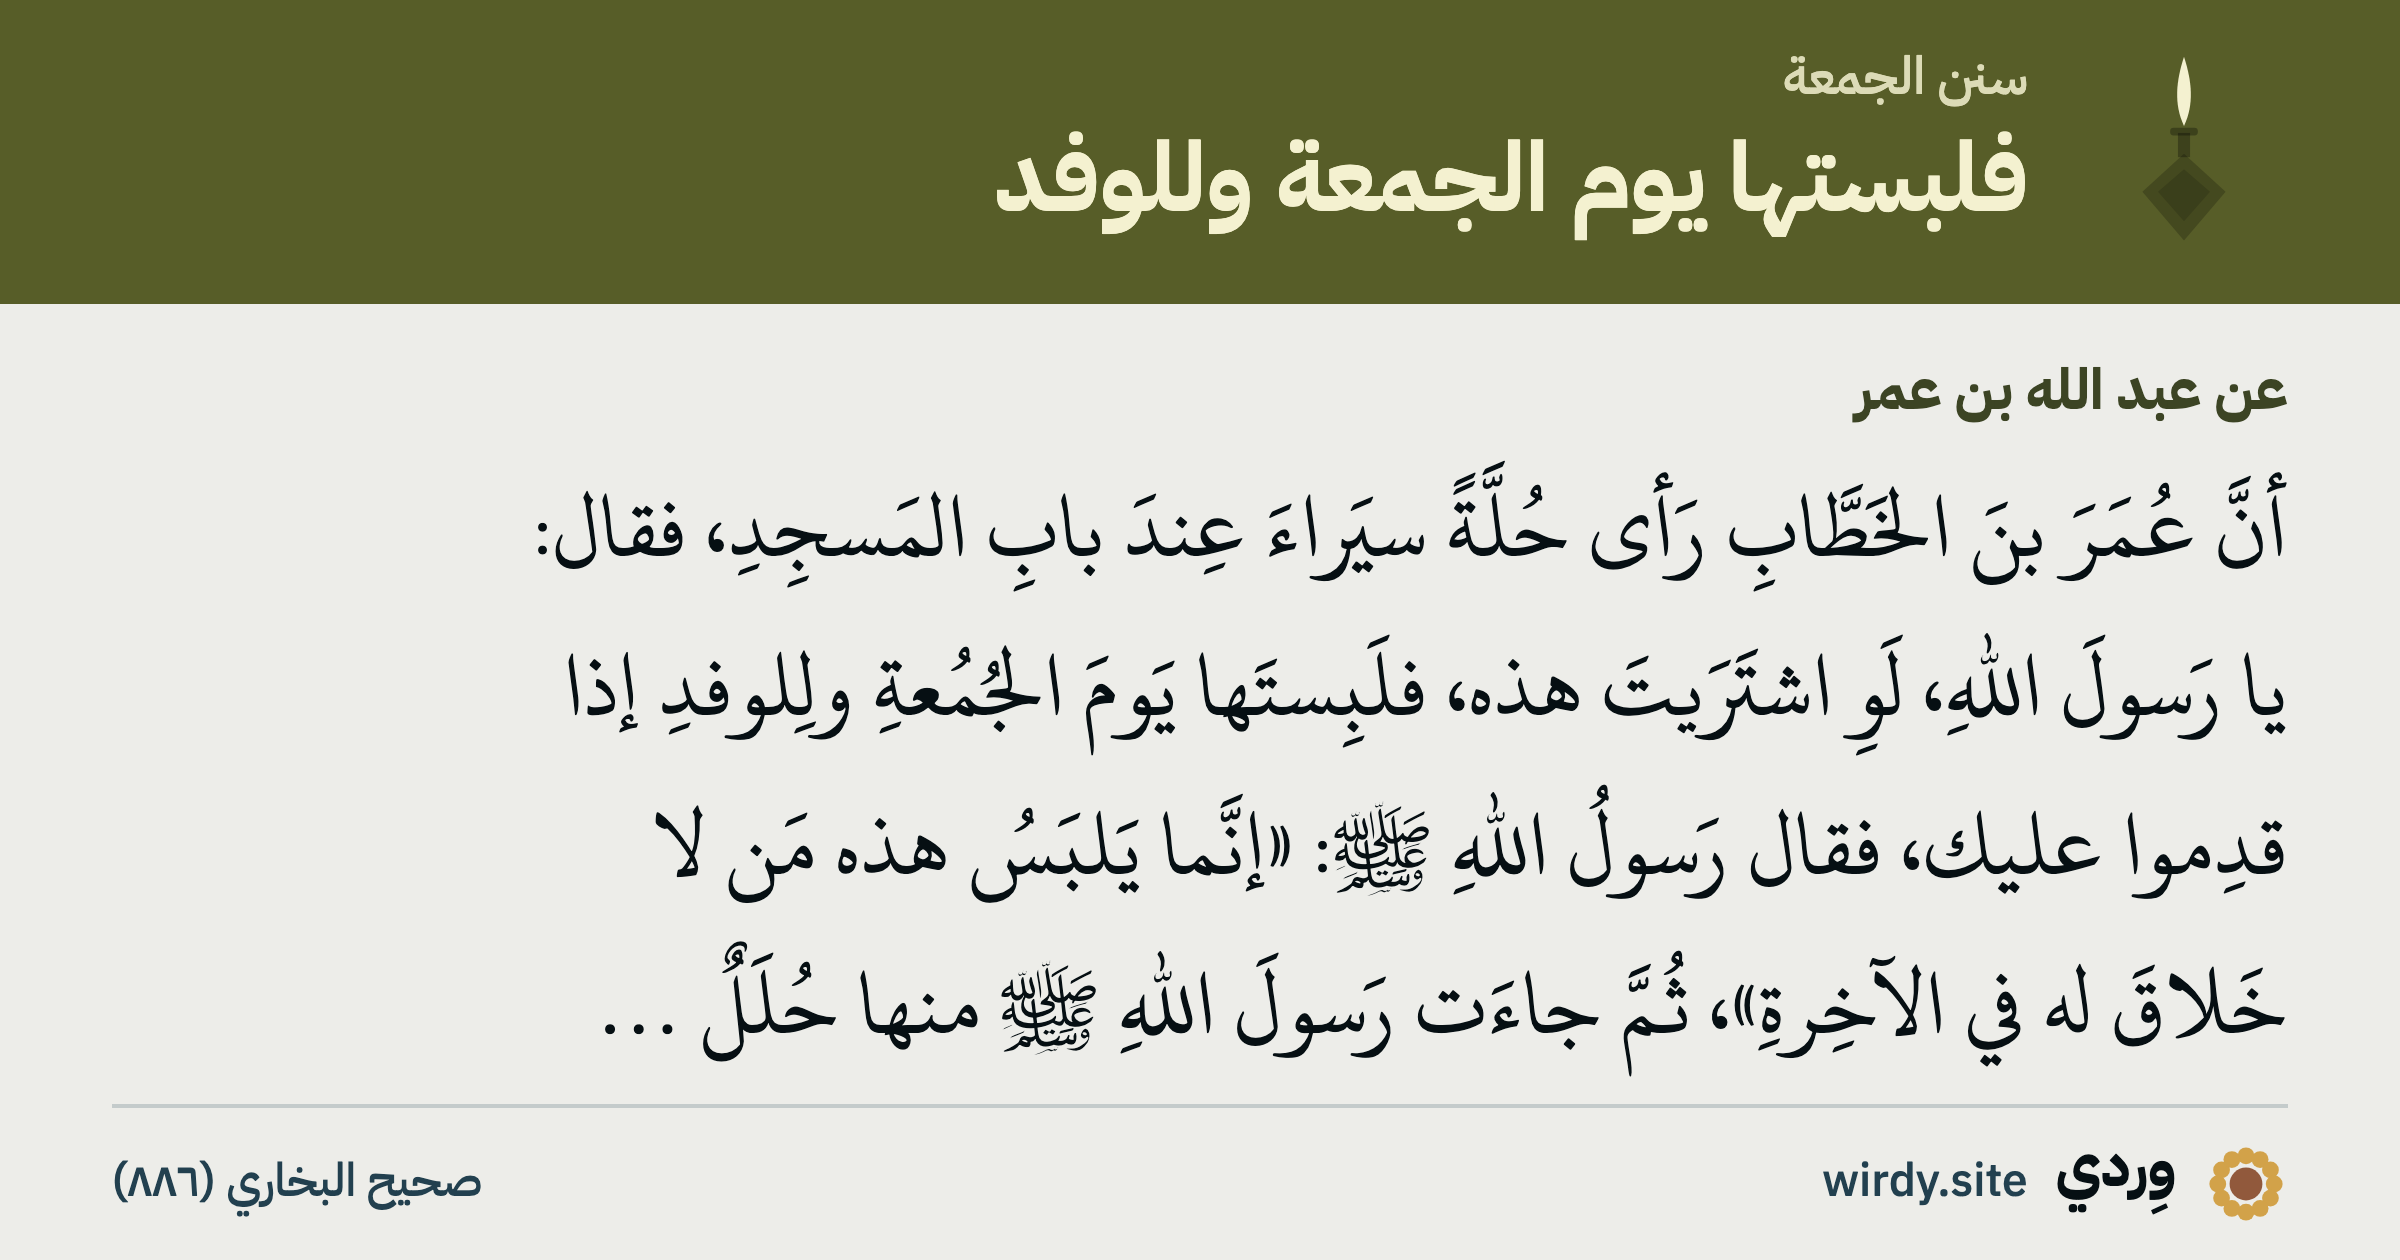 سنن الجمعة
فلبستها يوم الجمعة وللوفد
عن عبد الله بن عمر
أنَّ عُمَرَ بنَ الخَطَّابِ رَأى حُلَّةً سيَراءَ عِندَ بابِ المَسجِدِ، فقال:
يا رَسولَ اللهِ، لَوِ اشتَرَيتَ هذه، فلَبِستَها يَومَ الجُمُعةِ ولِلوفدِ إذا
قدِموا عليك، فقال رَسولُ اللهِ ﷺ: «إنَّما يَلبَسُ هذه مَن لا
خَلاقَ له في الآخِرةِ»، ثُمَّ جاءَت رَسولَ اللهِ ﷺ منها حُلَلٌ ...
وِردي wirdy.site
صحيح البخاري (٨٨٦)